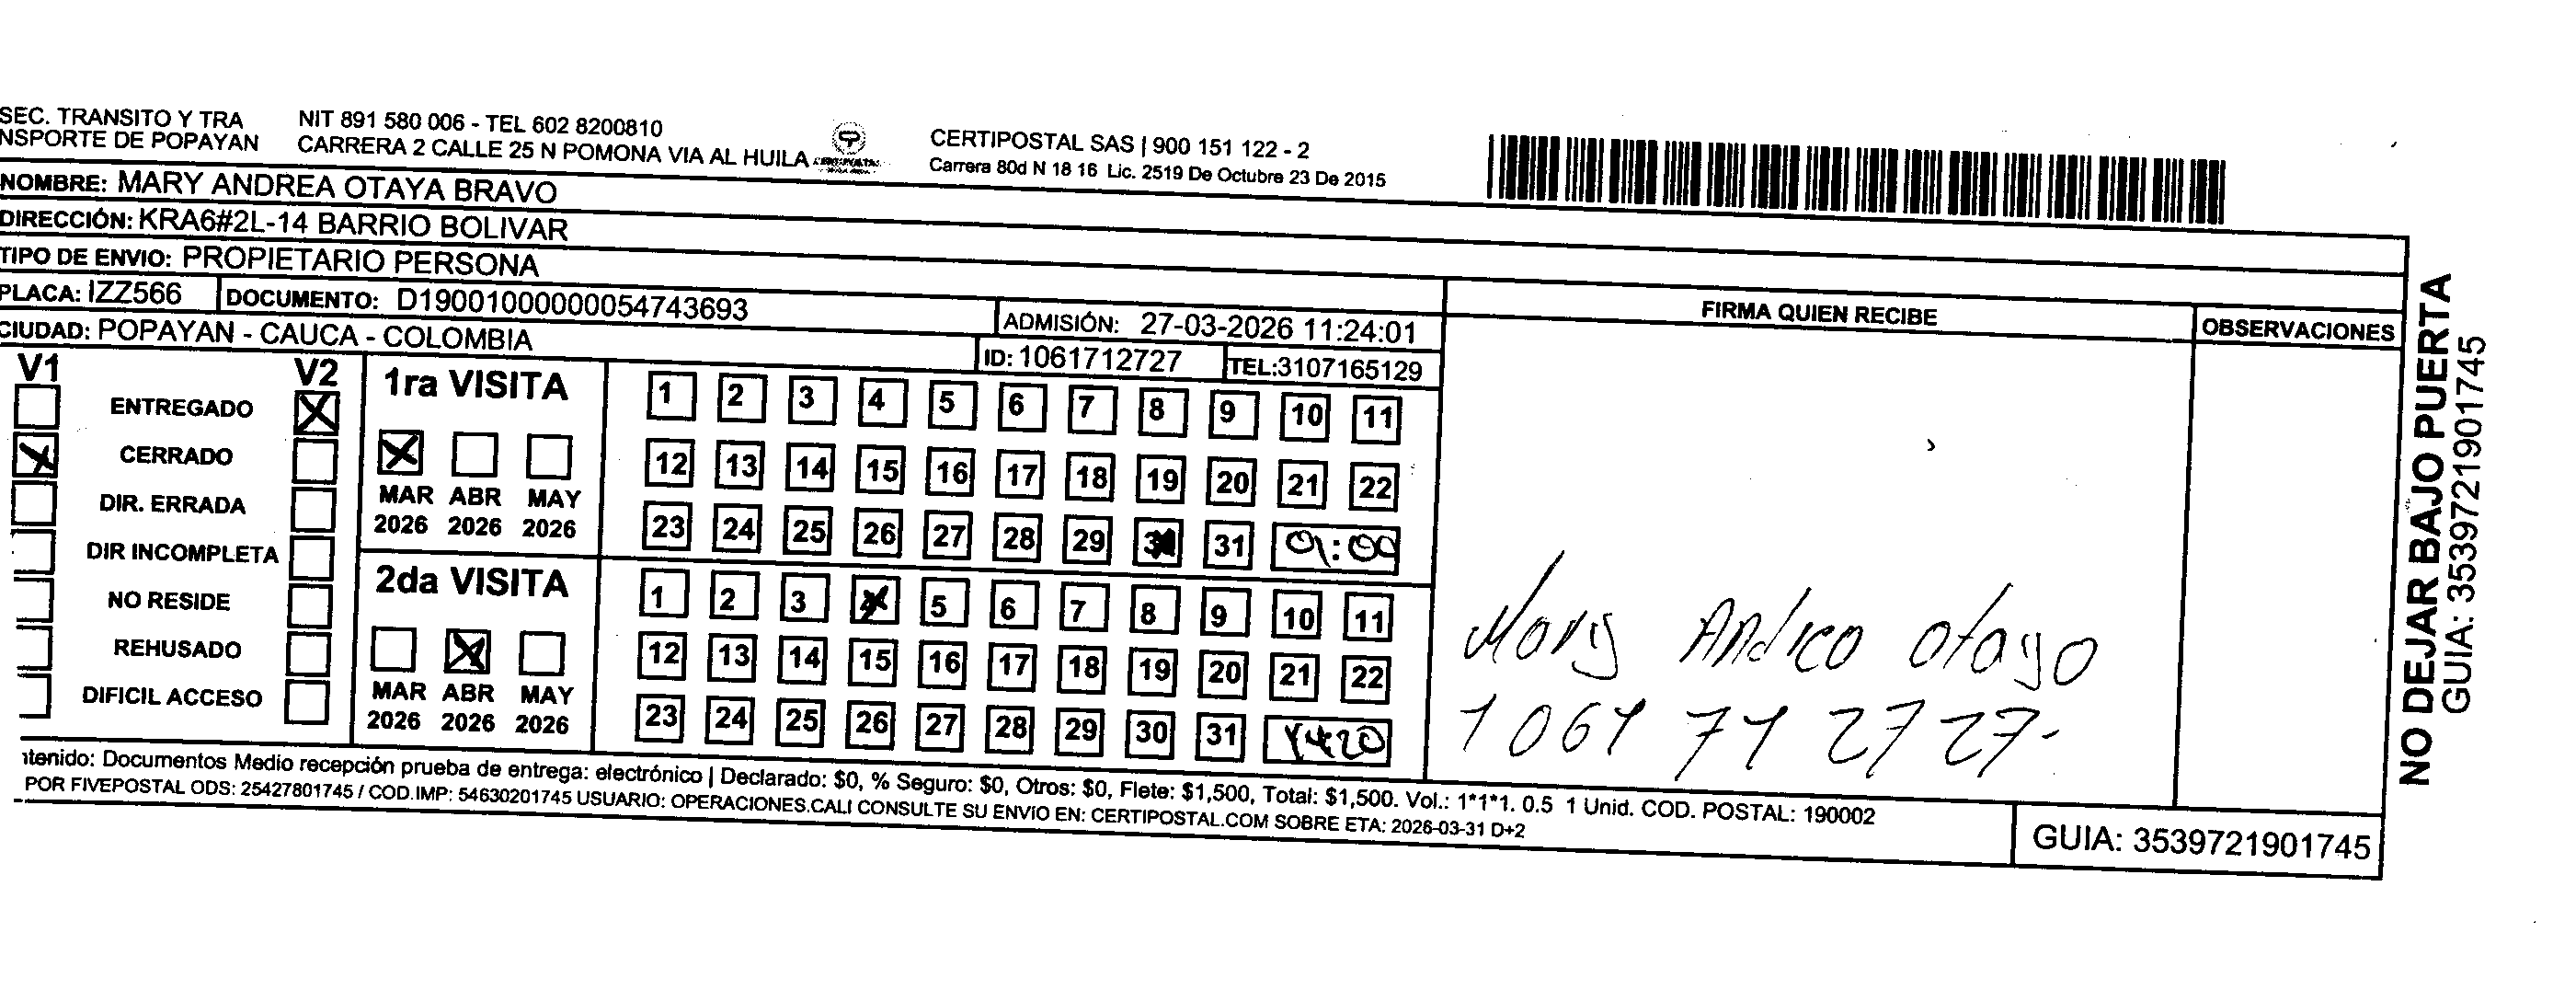 SEC. TRANSITO Y TRA
NSPORTE DE POPAYAN
NIT 891 580 006 - TEL 602 8200810
CARRERA 2 CALLE 25 N POMONA VIA AL HUILA
CERTIPOSTAL SAS | 900 151 122 - 2
Carrera 80d N 18 16 Lic. 2519 De Octubre 23 De 2015
NOMBRE: MARY ANDREA OTAYA BRAVO
DIRECCIÓN: KRA6#2L-14 BARRIO BOLIVAR
TIPO DE ENVIO: PROPIETARIO PERSONA
PLACA: IZZ566 DOCUMENTO: D19001000000054743693
ADMISIÓN: 27-03-2026 11:24:01
CIUDAD: POPAYAN - CAUCA - COLOMBIA
ID: 1061712727 TEL:3107165129
FIRMA QUIEN RECIBE
OBSERVACIONES
V1 V2
ENTREGADO
CERRADO
DIR. ERRADA
DIR INCOMPLETA
NO RESIDE
REHUSADO
DIFICIL ACCESO
1ra VISITA
MAR ABR MAY
2026 2026 2026
1 2 3 4 5 6 7 8 9 10 11
12 13 14 15 16 17 18 19 20 21 22
23 24 25 26 27 28 29 30 31
2da VISITA
MAR ABR MAY
2026 2026 2026
1 2 3 4 5 6 7 8 9 10 11
12 13 14 15 16 17 18 19 20 21 22
23 24 25 26 27 28 29 30 31 14:20
Mary Andrea Otaya
1061712727-
ntenido: Documentos Medio recepción prueba de entrega: electrónico | Declarado: $0, % Seguro: $0, Otros: $0, Flete: $1,500, Total: $1,500. Vol.: 1*1*1. 0.5 1 Unid. COD. POSTAL: 190002
POR FIVEPOSTAL ODS: 25427801745 / COD.IMP: 54630201745 USUARIO: OPERACIONES.CALI CONSULTE SU ENVIO EN: CERTIPOSTAL.COM SOBRE ETA: 2026-03-31 D+2
GUIA: 3539721901745
NO DEJAR BAJO PUERTA
GUIA: 3539721901745